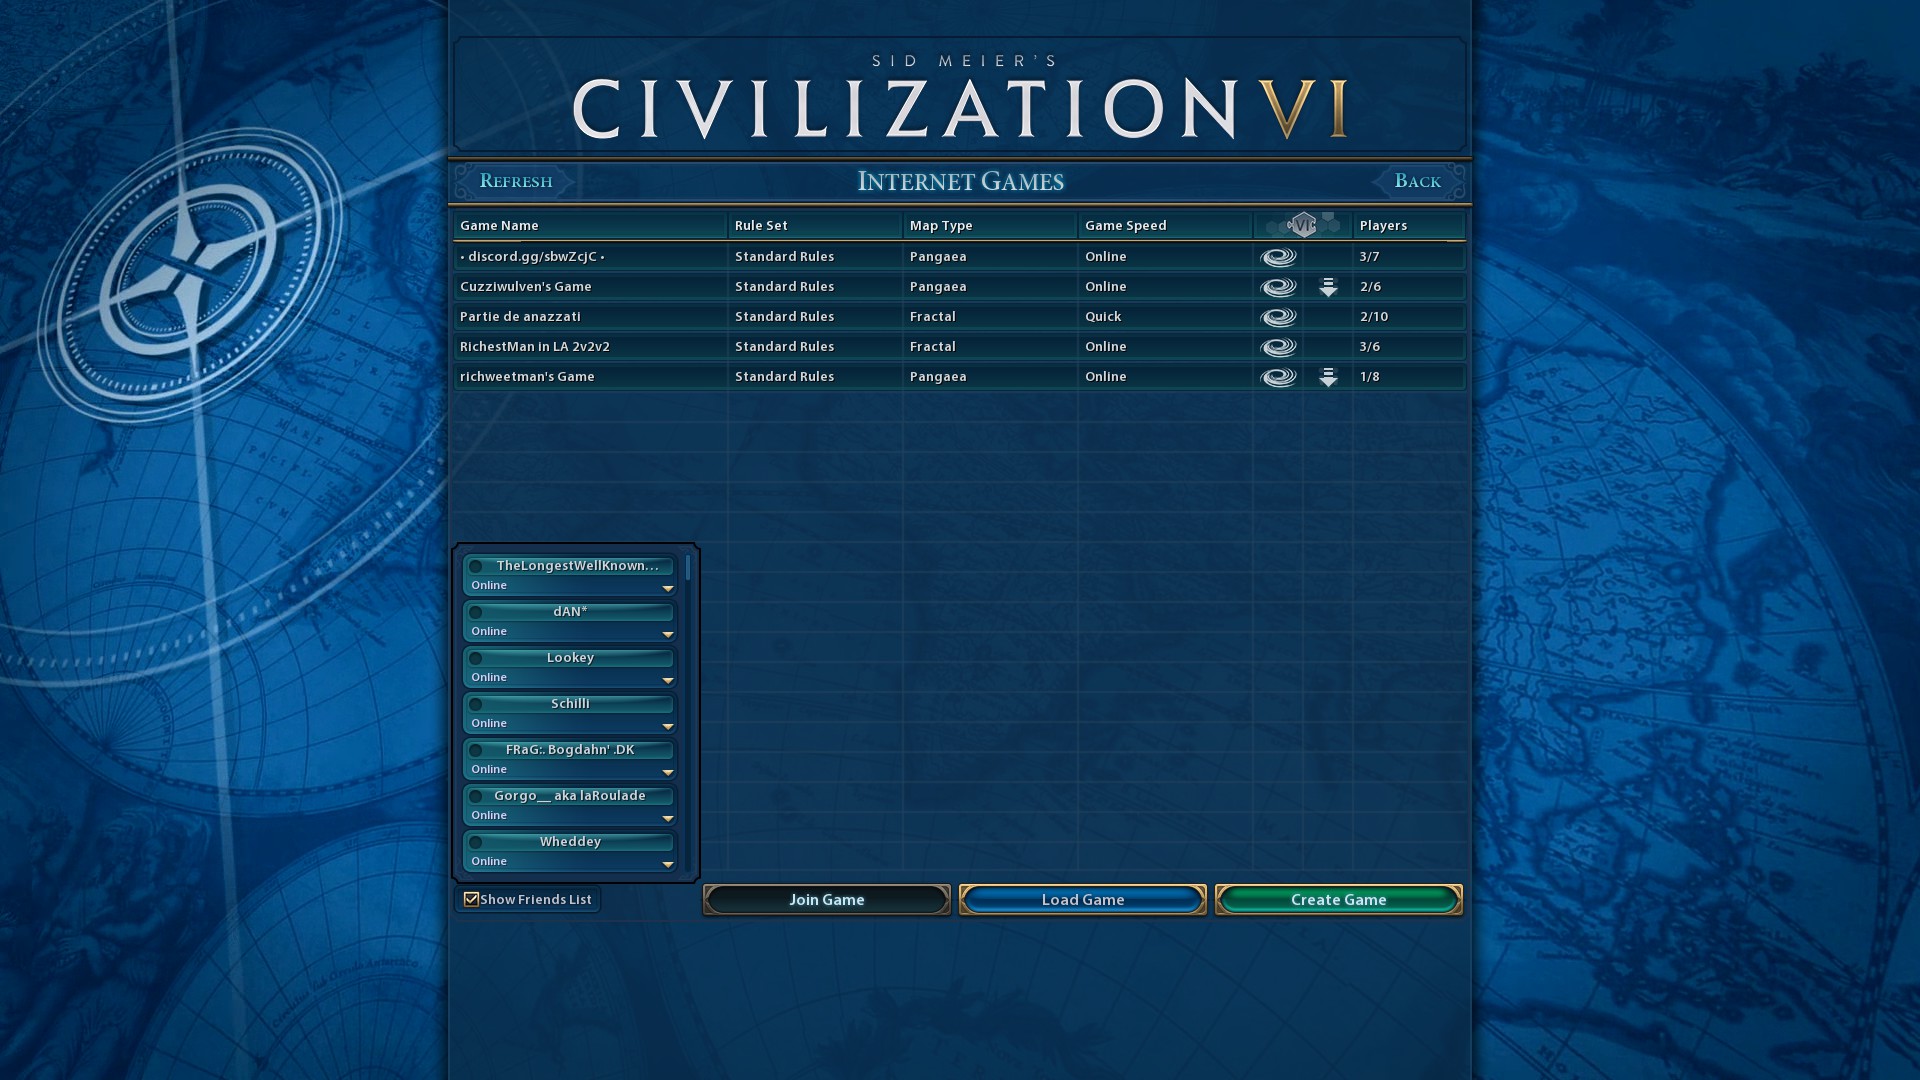 SID MEIER'S
CIVILIZATION VI
REFRESH
INTERNET GAMES
BACK
Game Name Rule Set Map Type Game Speed VI Players
• discord.gg/sbwZcJC • Standard Rules Pangaea Online 3/7
Cuzziwulven's Game Standard Rules Pangaea Online 2/6
Partie de anazzati Standard Rules Fractal Quick 2/10
RichestMan in LA 2v2v2 Standard Rules Fractal Online 3/6
richweetman's Game Standard Rules Pangaea Online 1/8
TheLongestWellKnown...
Online
dAN*
Online
Lookey
Online
Schilli
Online
FRaG:. Bogdahn' .DK
Online
Gorgo__ aka laRoulade
Online
Wheddey
Online
Show Friends List
Join Game
Load Game
Create Game